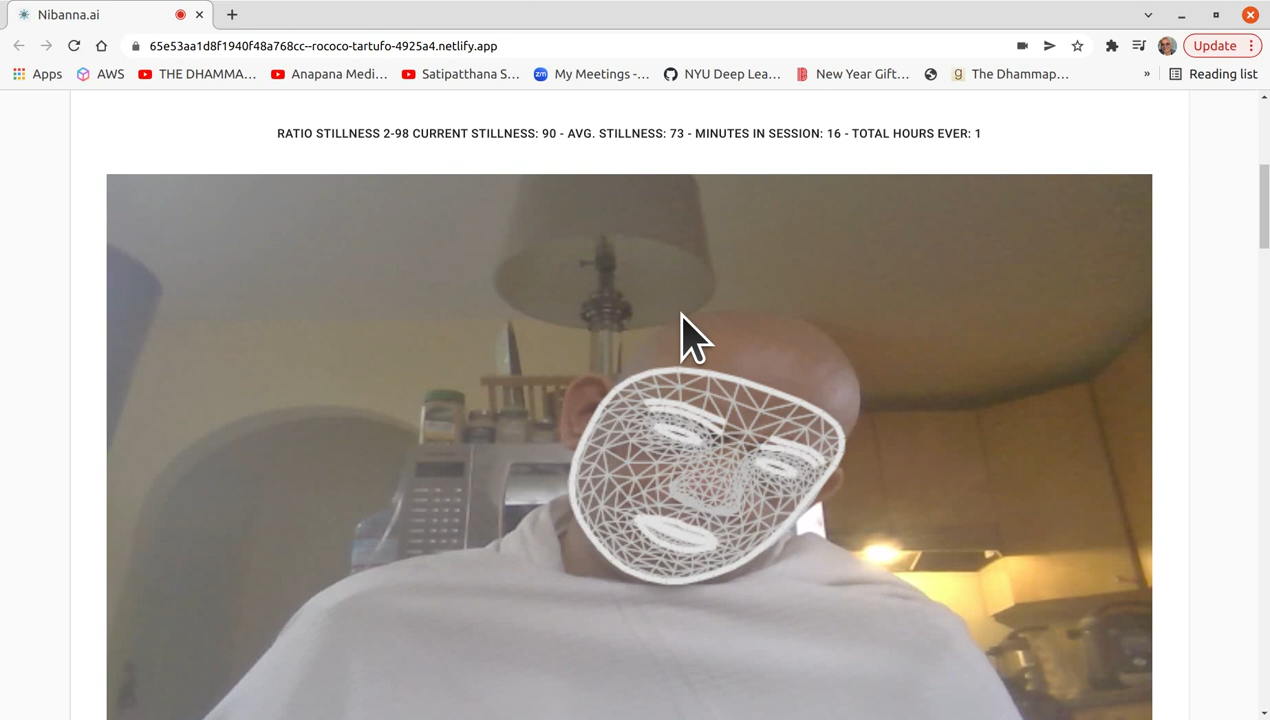 Nibanna.ai
65e53aa1d8f1940f48a768cc--rococo-tartufo-4925a4.netlify.app
Update
Apps AWS THE DHAMMA... Anapana Medi... Satipatthana S... zm My Meetings -... NYU Deep Lea... B New Year Gift... g The Dhammap... » Reading list
RATIO STILLNESS 2-98 CURRENT STILLNESS: 90 - AVG. STILLNESS: 73 - MINUTES IN SESSION: 16 - TOTAL HOURS EVER: 1